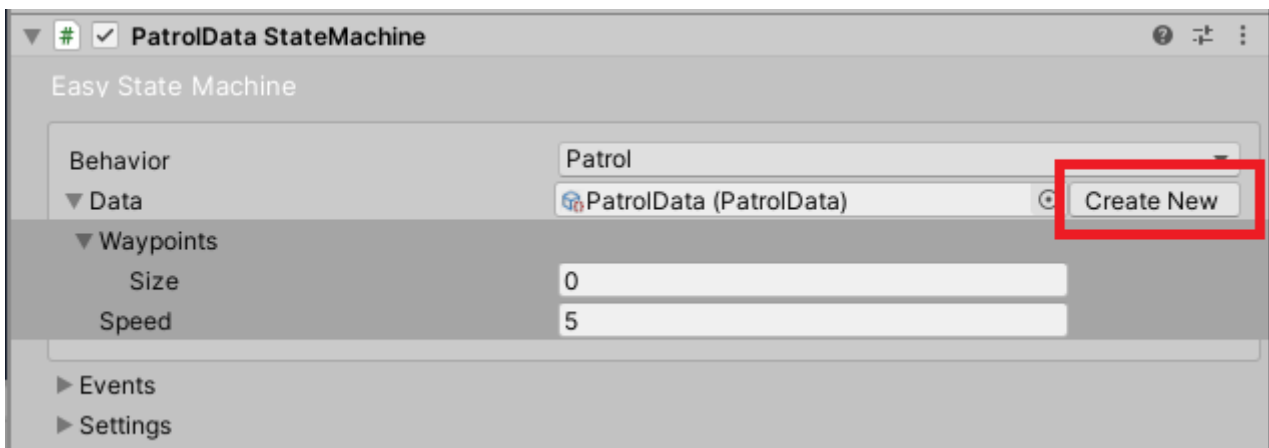 # PatrolData StateMachine
Easy State Machine
Behavior Patrol
Data PatrolData (PatrolData) Create New
Waypoints
Size 0
Speed 5
Events
Settings